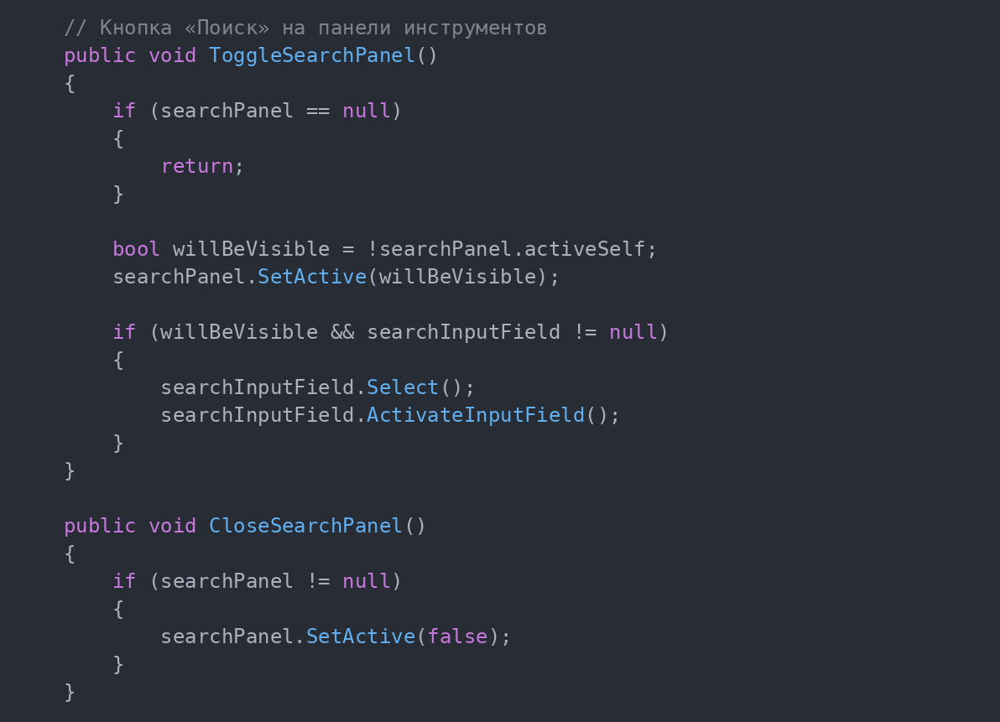 // Кнопка «Поиск» на панели инструментов
public void ToggleSearchPanel()
{
    if (searchPanel == null)
    {
        return;
    }

    bool willBeVisible = !searchPanel.activeSelf;
    searchPanel.SetActive(willBeVisible);

    if (willBeVisible && searchInputField != null)
    {
        searchInputField.Select();
        searchInputField.ActivateInputField();
    }
}

public void CloseSearchPanel()
{
    if (searchPanel != null)
    {
        searchPanel.SetActive(false);
    }
}